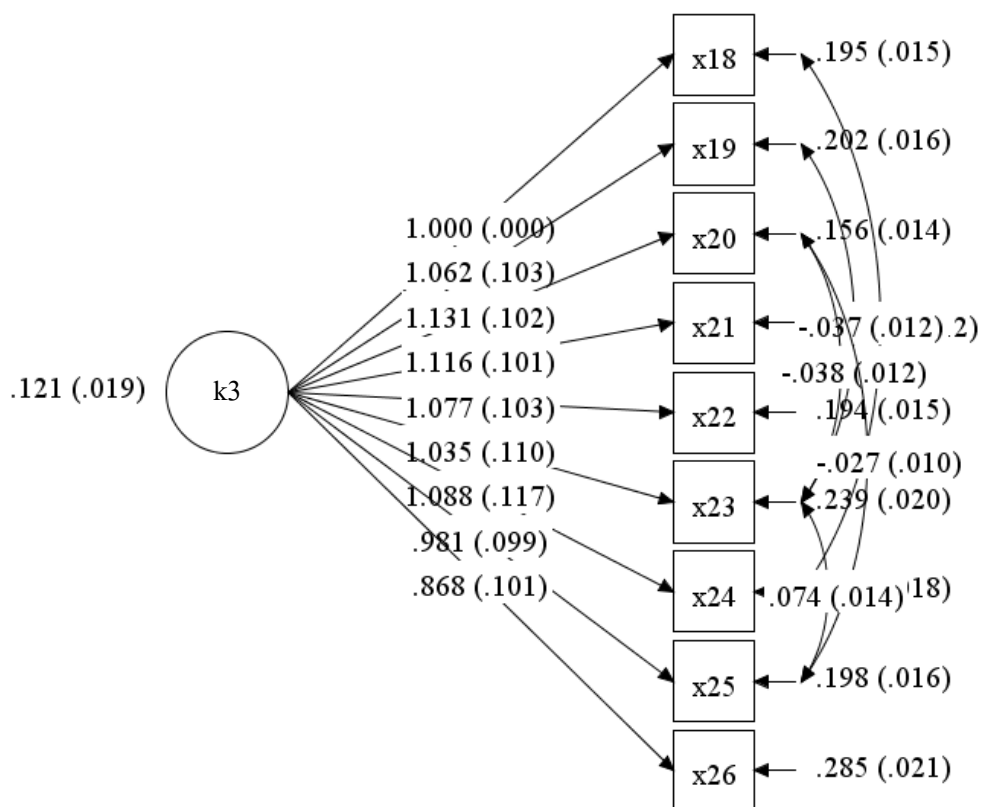 x18
.195 (.015)
x19
.202 (.016)
1.000 (.000)
x20
.156 (.014)
1.062 (.103)
1.131 (.102)
x21
-.037 (.012)
.2)
1.116 (.101)
-.038 (.012)
.121 (.019)
k3
1.077 (.103)
x22
.194 (.015)
1.035 (.110)
-.027 (.010)
1.088 (.117)
x23
.239 (.020)
.981 (.099)
.868 (.101)
x24
.074 (.014)
18)
x25
.198 (.016)
x26
.285 (.021)